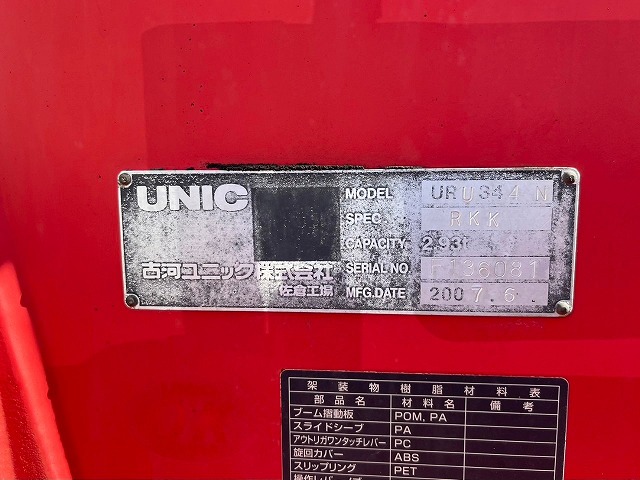 UNIC
MODEL URU344N
SPEC. RKK
CAPACITY 2.93t
古河ユニック株式会社
SERIAL NO. 136081
佐倉工場
MFG.DATE 2007.6.
架装物樹脂材料表
部品名 材料名 備考
ブーム摺動板 POM, PA
スライドシーブ PA
アウトリガワンタッチレバー PC
旋回カバー ABS
スリップリング PET